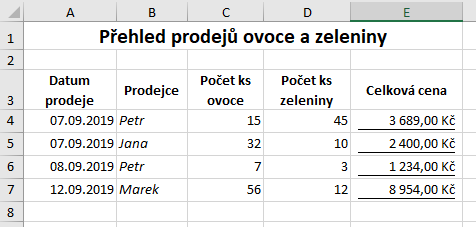 A B C D E
1 Přehled prodejů ovoce a zeleniny
2
3 Datum prodeje Prodejce Počet ks ovoce Počet ks zeleniny Celková cena
4 07.09.2019 Petr 15 45 3 689,00 Kč
5 07.09.2019 Jana 32 10 2 400,00 Kč
6 08.09.2019 Petr 7 3 1 234,00 Kč
7 12.09.2019 Marek 56 12 8 954,00 Kč
8